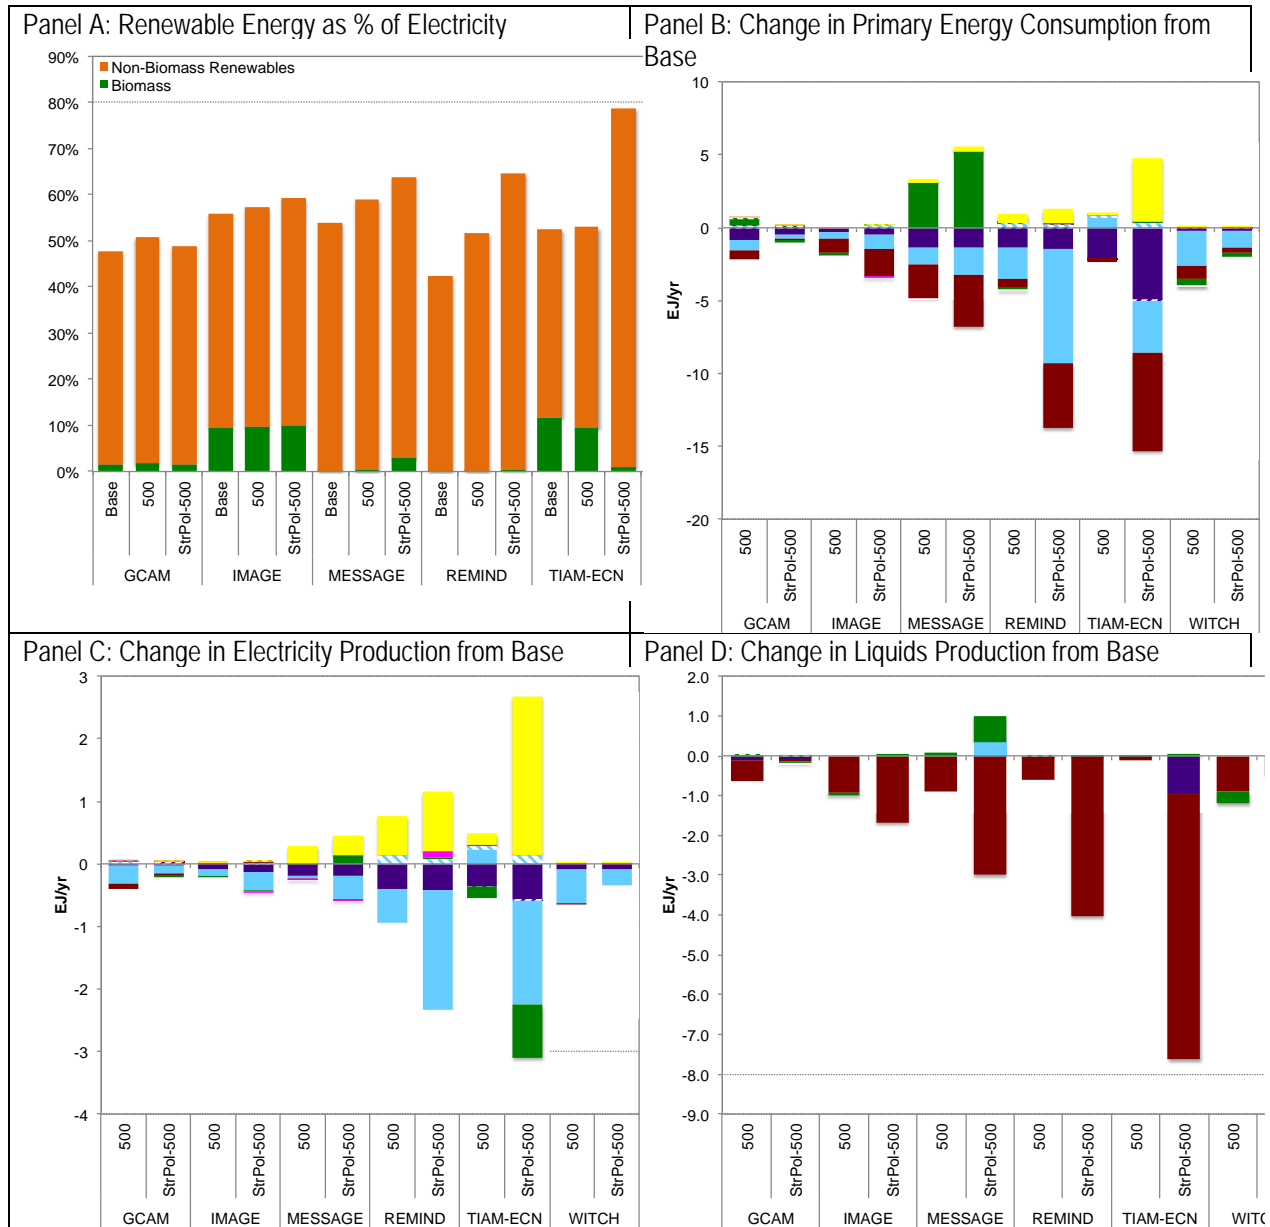 Panel A: Renewable Energy as % of Electricity
90%
80%
70%
60%
50%
40%
30%
20%
10%
0%
Non-Biomass Renewables
Biomass
Base
500
StrPol-500
Base
500
StrPol-500
Base
500
StrPol-500
Base
500
StrPol-500
Base
500
StrPol-500
GCAM IMAGE MESSAGE REMIND TIAM-ECN
Panel B: Change in Primary Energy Consumption from
Base
10
5
0
-5
-10
-15
-20
EJ/yr
500
StrPol-500
500
StrPol-500
500
StrPol-500
500
StrPol-500
500
StrPol-500
500
StrPol-500
GCAM IMAGE MESSAGE REMIND TIAM-ECN WITCH
Panel C: Change in Electricity Production from Base
3
2
1
0
-1
-2
-3
-4
EJ/yr
500
StrPol-500
500
StrPol-500
500
StrPol-500
500
StrPol-500
500
StrPol-500
500
StrPol-500
GCAM IMAGE MESSAGE REMIND TIAM-ECN WITCH
Panel D: Change in Liquids Production from Base
2.0
1.0
0.0
-1.0
-2.0
-3.0
-4.0
-5.0
-6.0
-7.0
-8.0
-9.0
EJ/yr
500
StrPol-500
500
StrPol-500
500
StrPol-500
500
StrPol-500
500
StrPol-500
500
GCAM IMAGE MESSAGE REMIND TIAM-ECN